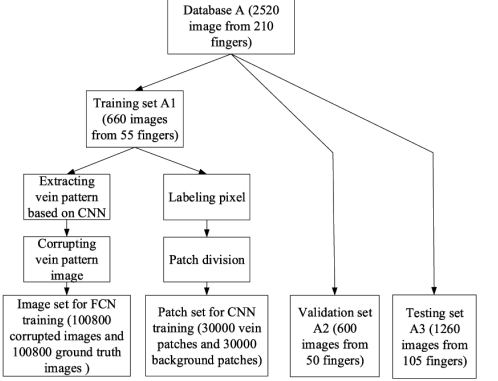 Database A (2520
image from 210
fingers)
Training set A1
(660 images
from 55 fingers)
Extracting
vein pattern
based on CNN
Labeling pixel
Corrupting
vein pattern
image
Patch division
Image set for FCN
training (100800
corrupted images and
100800 ground truth
images )
Patch set for CNN
training (30000 vein
patches and 30000
background patches)
Validation set
A2 (600
images from
50 fingers)
Testing set
A3 (1260
images from
105 fingers)